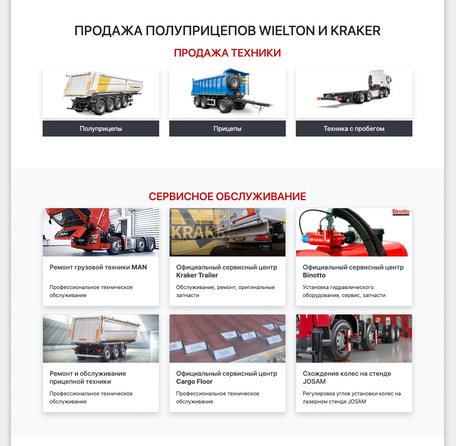 ПРОДАЖА ПОЛУПРИЦЕПОВ WIELTON И KRAKER
ПРОДАЖА ТЕХНИКИ
Полуприцепы
Прицепы
Техника с пробегом
СЕРВИСНОЕ ОБСЛУЖИВАНИЕ
KRAKER
Binotto
Ремонт грузовой техники MAN
Профессиональное техническое
обслуживание
Официальный сервисный центр
Kraker Trailer
Обслуживание, ремонт, оригинальные
запчасти
Официальный сервисный центр
Binotto
Установка гидравлического
оборудования, сервис, запчасти
Ремонт и обслуживание
прицепной техники
Профессиональное техническое
обслуживание
Официальный сервисный центр
Cargo Floor
Профессиональное техническое
обслуживание
Схождение колес на стенде
JOSAM
Регулировка углов установки колес на
лазерном стенде JOSAM